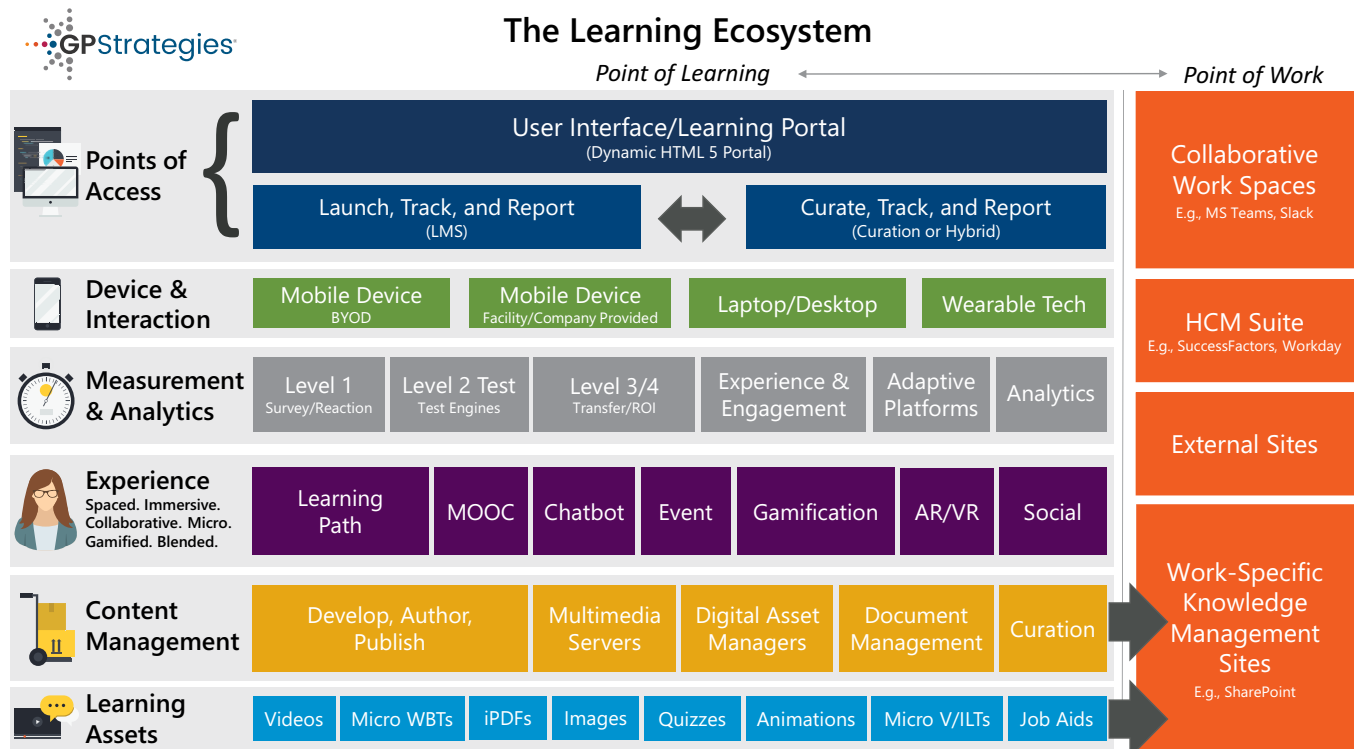 GPStrategies
The Learning Ecosystem
Point of Learning
Point of Work
Points of
Access
User Interface/Learning Portal
(Dynamic HTML 5 Portal)
Launch, Track, and Report
(LMS)
Curate, Track, and Report
(Curation or Hybrid)
Device &
Interaction
Mobile Device
BYOD
Mobile Device
Facility/Company Provided
Laptop/Desktop
Wearable Tech
Measurement
& Analytics
Level 1
Survey/Reaction
Level 2 Test
Test Engines
Level 3/4
Transfer/ROI
Experience &
Engagement
Adaptive
Platforms
Analytics
Experience
Spaced. Immersive.
Collaborative. Micro.
Gamified. Blended.
Learning
Path
MOOC
Chatbot
Event
Gamification
AR/VR
Social
Content
Management
Develop, Author,
Publish
Multimedia
Servers
Digital Asset
Managers
Document
Management
Curation
Learning
Assets
Videos
Micro WBTs
iPDFs
Images
Quizzes
Animations
Micro V/ILTs
Job Aids
Collaborative
Work Spaces
E.g., MS Teams, Slack
HCM Suite
E.g., SuccessFactors, Workday
External Sites
Work-Specific
Knowledge
Management
Sites
E.g., SharePoint